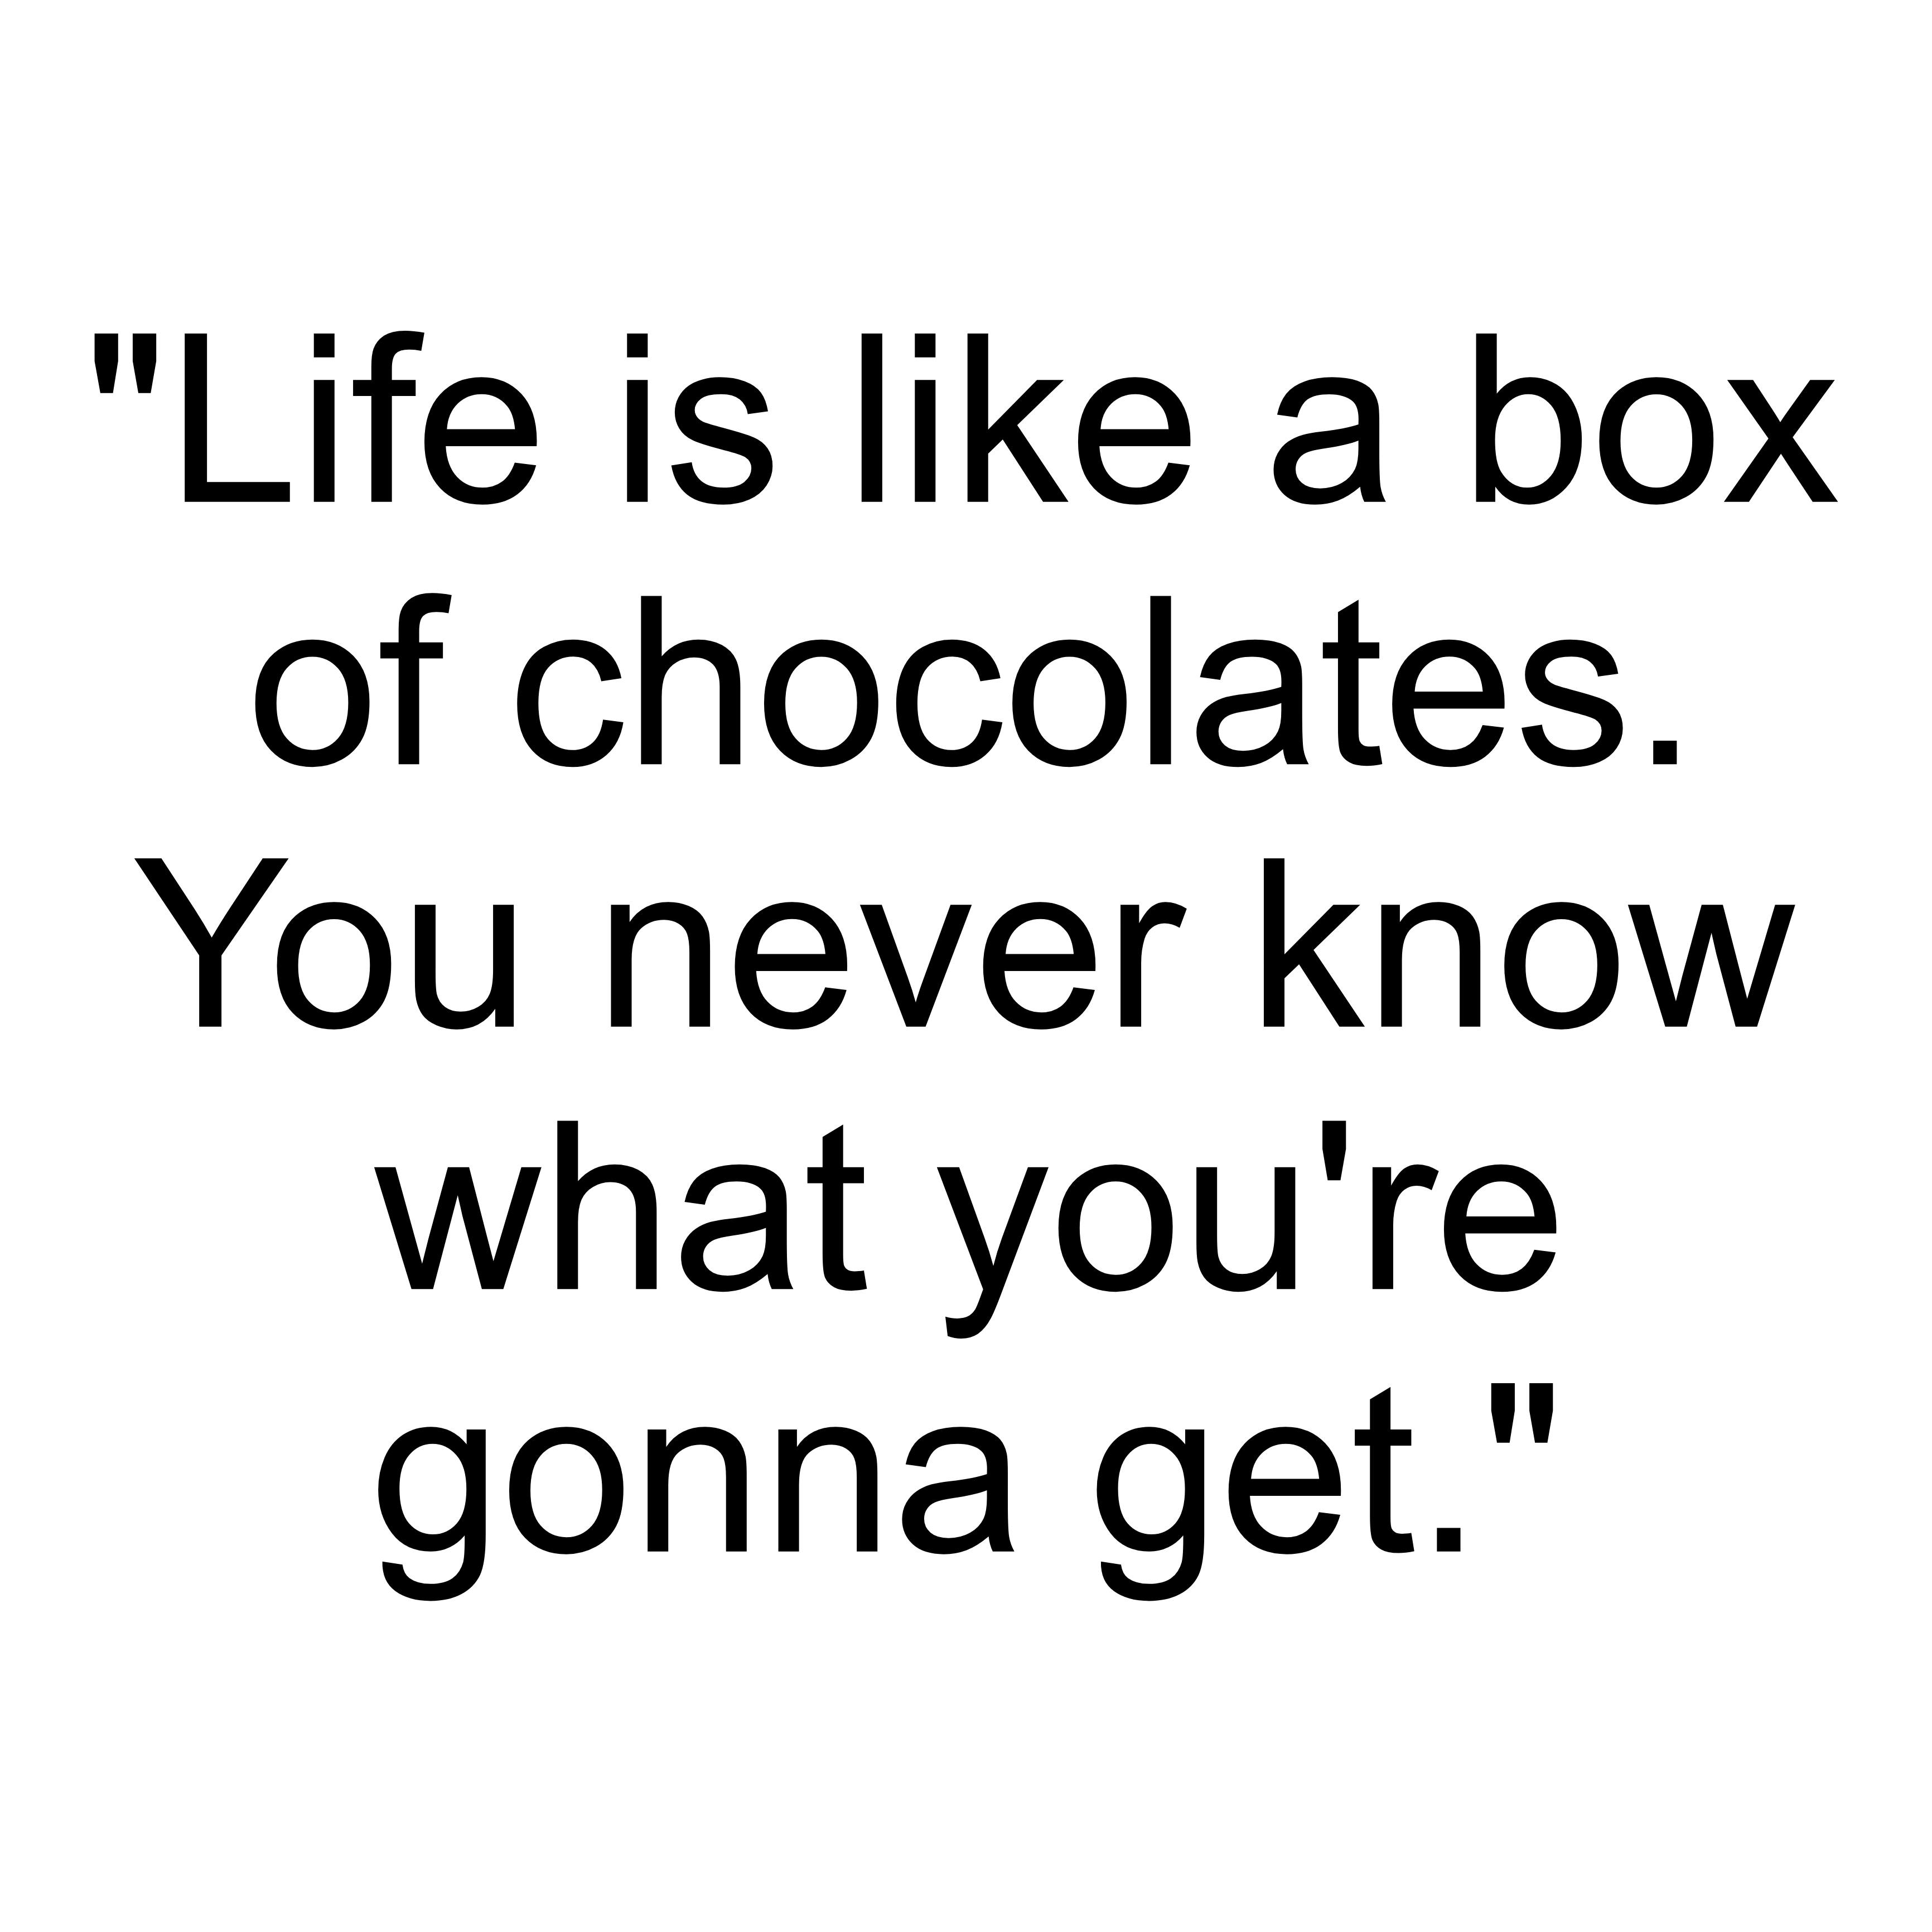 "Life is like a box
of chocolates.
You never know
what you're
gonna get."